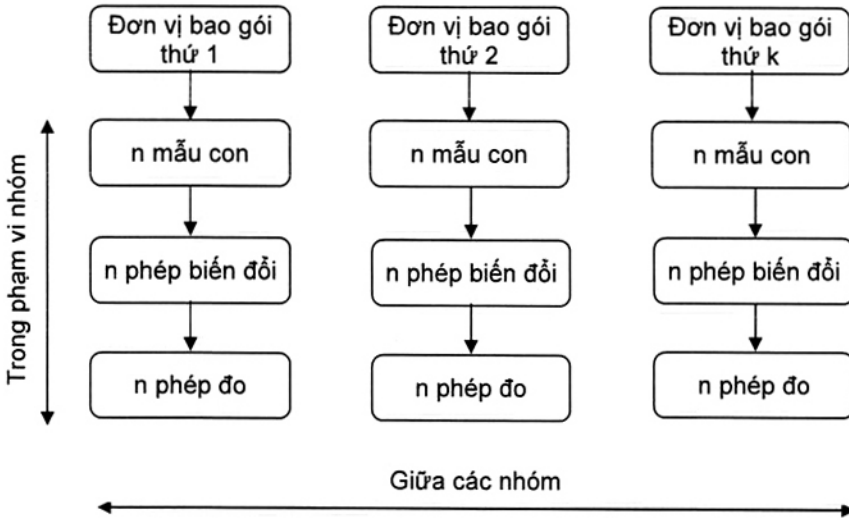 Đơn vị bao gói
thứ 1
Đơn vị bao gói
thứ 2
Đơn vị bao gói
thứ k
Trong phạm vi nhóm
n mẫu con
n mẫu con
n mẫu con
n phép biến đổi
n phép biến đổi
n phép biến đổi
n phép đo
n phép đo
n phép đo
Giữa các nhóm